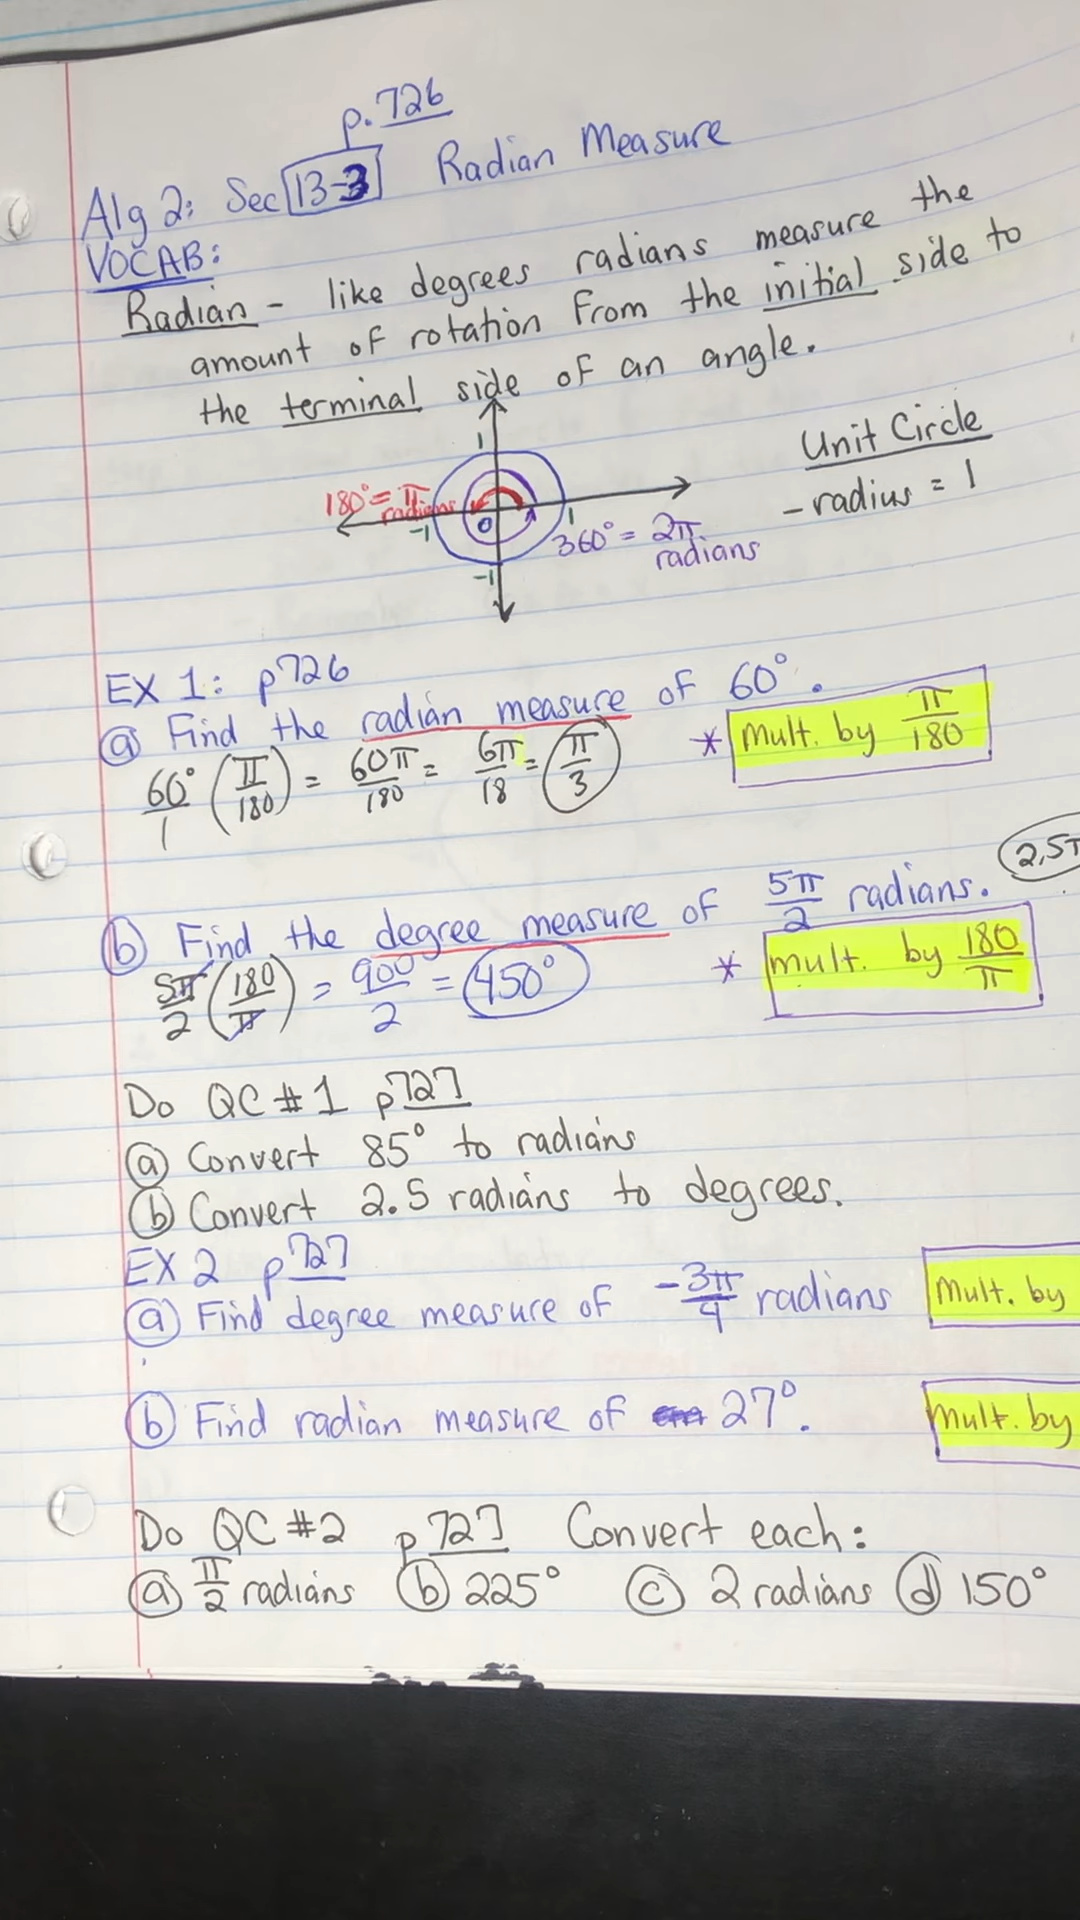 p.726
Alg 2: Sec 13-3 Radian Measure
VOCAB:
Radian - like degrees radians measure the
amount of rotation from the initial side to
the terminal side of an angle.
Unit Circle
- radius = 1
1
180° = π radians
-1
0
1
360° = 2π radians
-1
EX 1: p726
ⓐ Find the radian measure of 60°.
* mult. by π/180
60°/1 (π/180) = 60π/180 = 6π/18 = π/3
2.5π
ⓑ Find the degree measure of 5π/2 radians.
* mult. by 180/π
5π/2 (180/π) = 900/2 = 450°
Do QC #1 p727
ⓐ Convert 85° to radians
ⓑ Convert 2.5 radians to degrees.
EX 2 p727
ⓐ Find degree measure of -3π/4 radians
Mult. by
ⓑ Find radian measure of 27°.
Mult. by
Do QC #2 p727 Convert each:
ⓐ π/2 radians ⓑ 225° ⓒ 2 radians ⓓ 150°